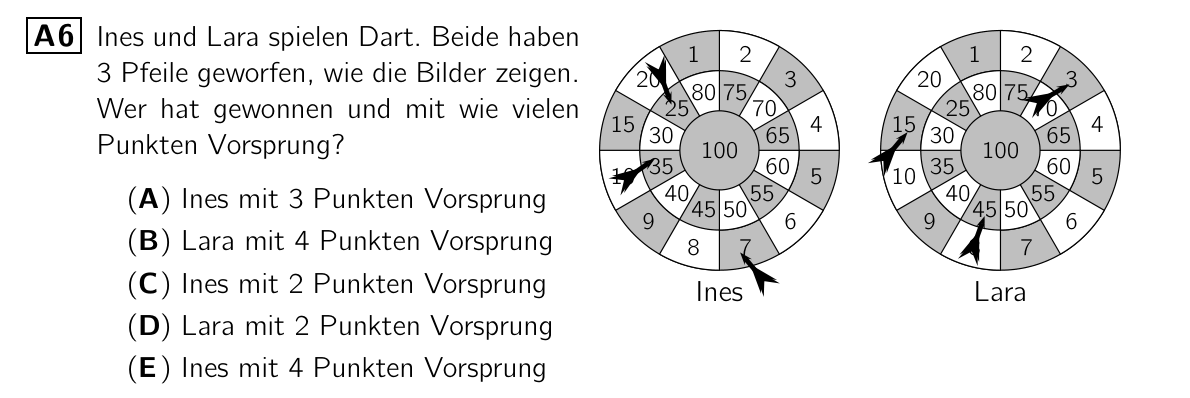 A6 Ines und Lara spielen Dart. Beide haben
3 Pfeile geworfen, wie die Bilder zeigen.
Wer hat gewonnen und mit wie vielen
Punkten Vorsprung?
(A) Ines mit 3 Punkten Vorsprung
(B) Lara mit 4 Punkten Vorsprung
(C) Ines mit 2 Punkten Vorsprung
(D) Lara mit 2 Punkten Vorsprung
(E) Ines mit 4 Punkten Vorsprung
1 2
20 3
80 75
25 70
15 4
30 65
100
35 60
5
40 55
45 50
9 6
8 7
Ines
1 2
20 3
80 75
25
15 4
30 65
100
35 60
10 5
40 55
45 50
9 6
7
Lara